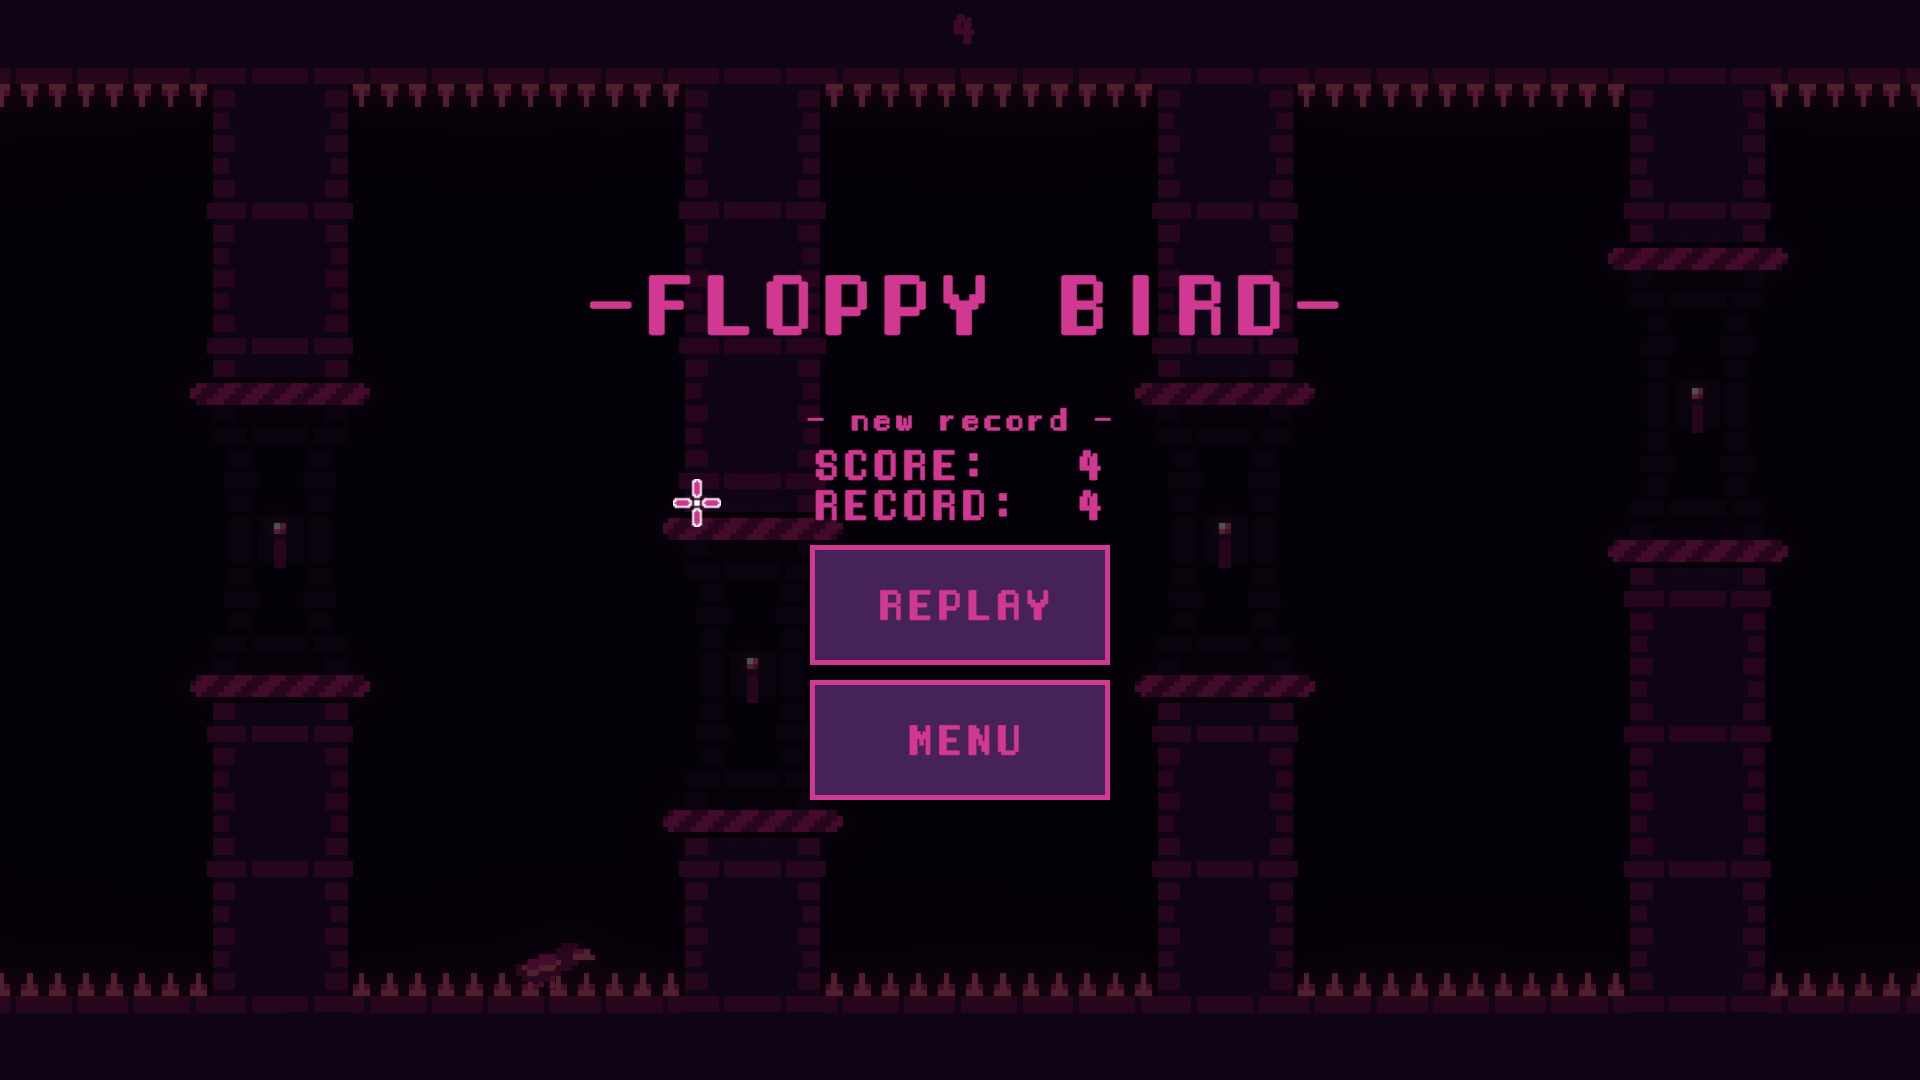 4
-FLOPPY BIRD-
- new record -
SCORE: 4
RECORD: 4
REPLAY
MENU